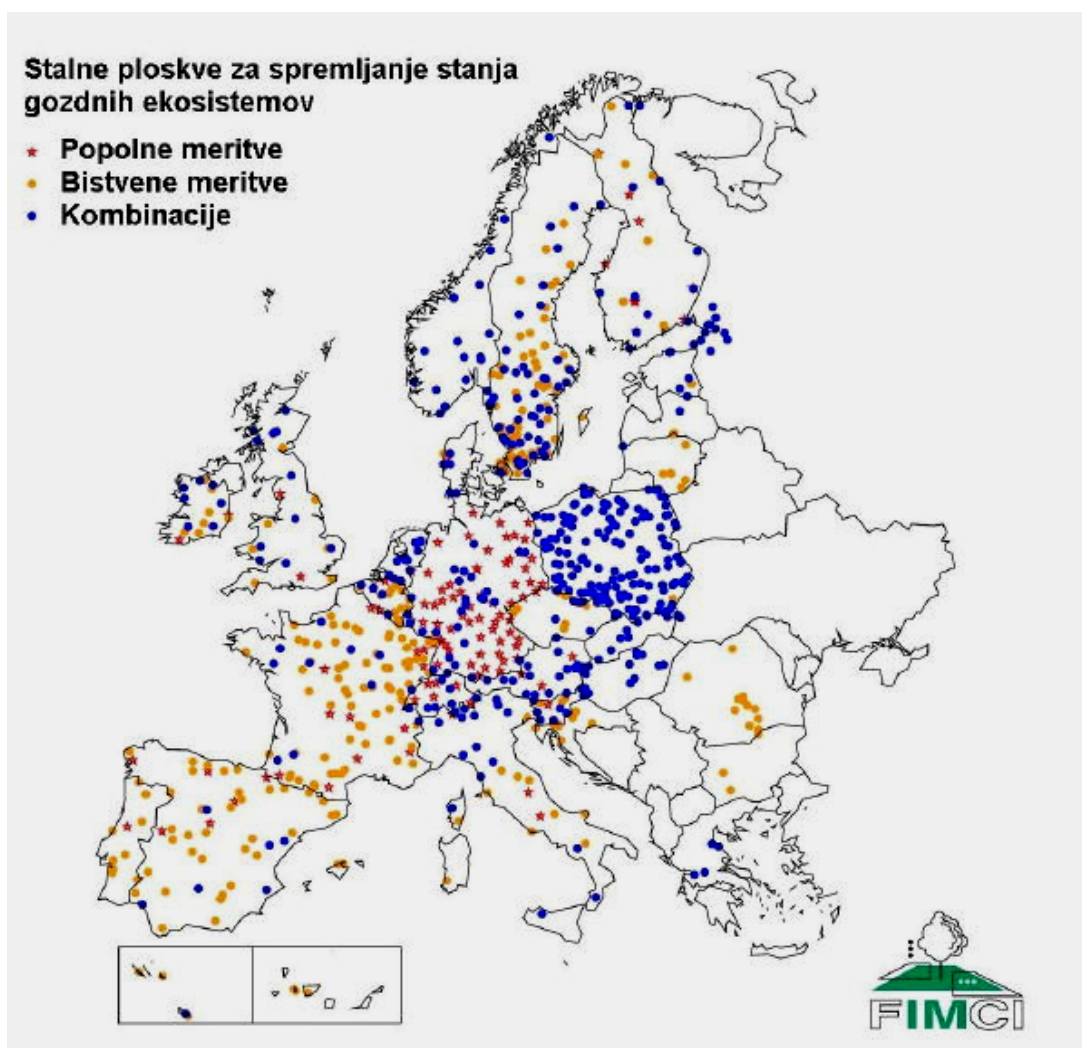 Stalne ploskve za spremljanje stanja
gozdnih ekosistemov
Popolne meritve
Bistvene meritve
Kombinacije
FIMCI